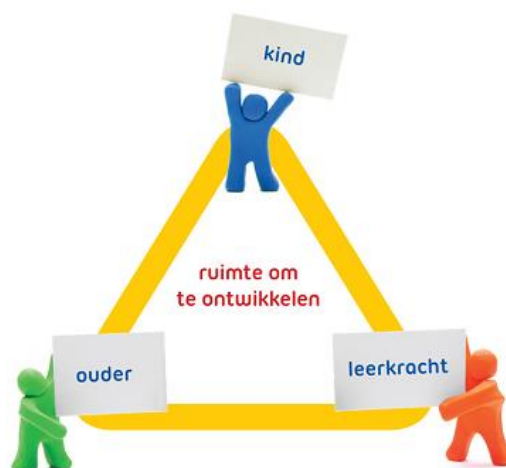 kind
ruimte om
te ontwikkelen
ouder
leerkracht